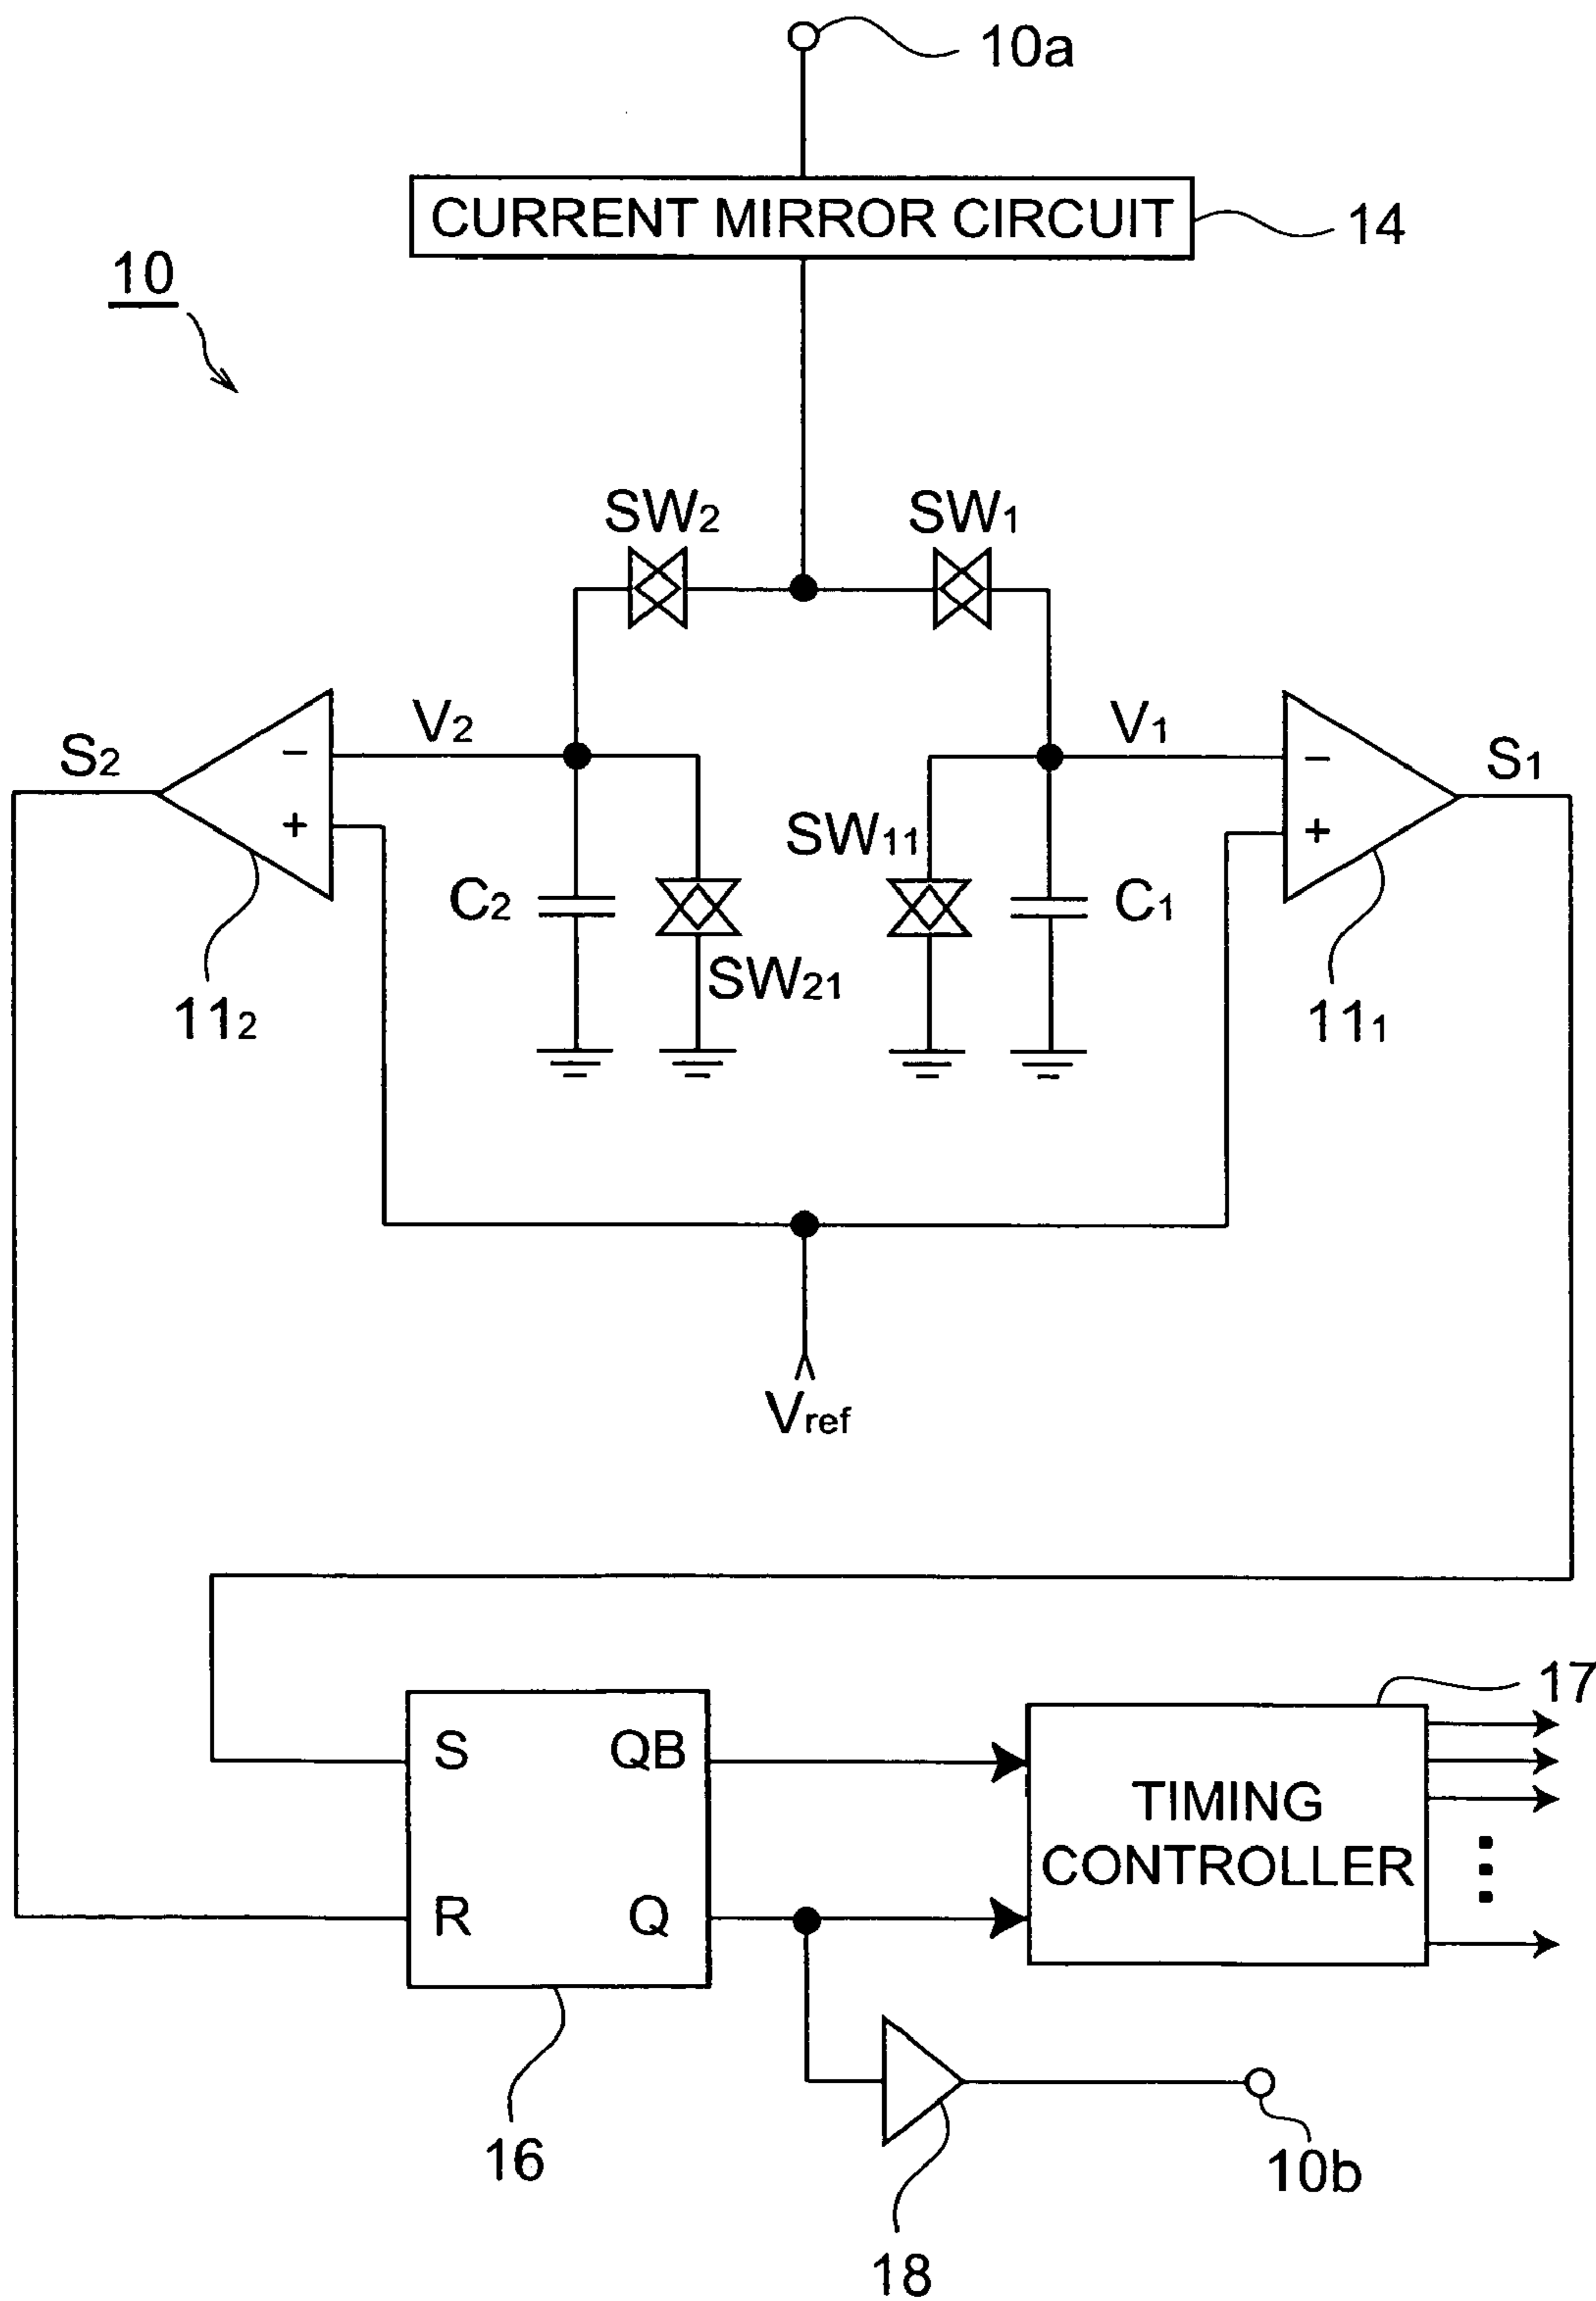 10a
CURRENT MIRROR CIRCUIT
14
10
SW2
SW1
V2
V1
S2
S1
−
−
+
+
SW11
C2
C1
SW21
112
111
Vref
17
S
QB
TIMING
CONTROLLER
R
Q
16
10b
18